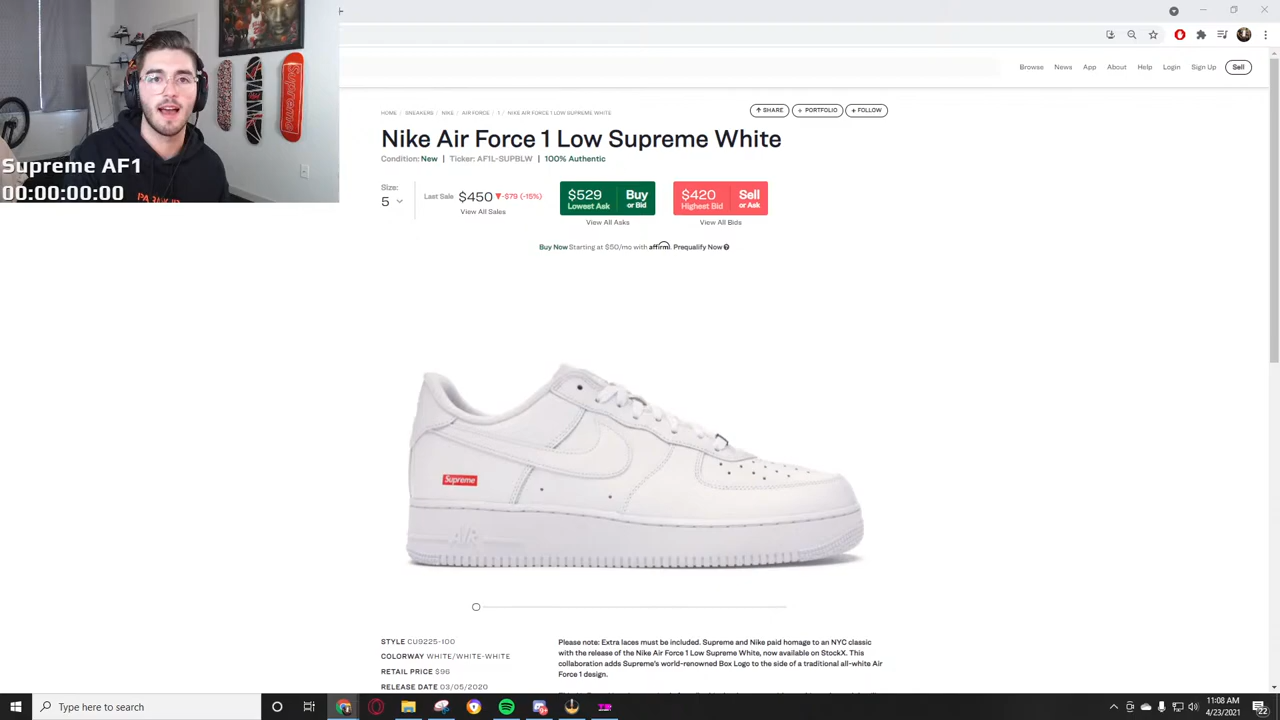 Supreme AF1
00:00:00:00
Supreme
Browse News App About Help Login Sign Up Sell
HOME / SNEAKERS / NIKE / AIR FORCE / 1 / NIKE AIR FORCE 1 LOW SUPREME WHITE
SHARE + PORTFOLIO + FOLLOW
Nike Air Force 1 Low Supreme White
Condition: New | Ticker: AF1L-SUPBLW | 100% Authentic
Size:
5
Last Sale $450 ▼-$79 (-15%)
View All Sales
$529 Buy
Lowest Ask or Bid
View All Asks
$420 Sell
Highest Bid or Ask
View All Bids
Buy Now Starting at $50/mo with affirm. Prequalify Now
Supreme
AIR
STYLE CU9225-100
COLORWAY WHITE/WHITE-WHITE
RETAIL PRICE $96
RELEASE DATE 03/05/2020
Please note: Extra laces must be included. Supreme and Nike paid homage to an NYC classic
with the release of the Nike Air Force 1 Low Supreme White, now available on StockX. This
collaboration adds Supreme's world-renowned Box Logo to the side of a traditional all-white Air
Force 1 design.
Type here to search
11:08 AM
4/23/2021